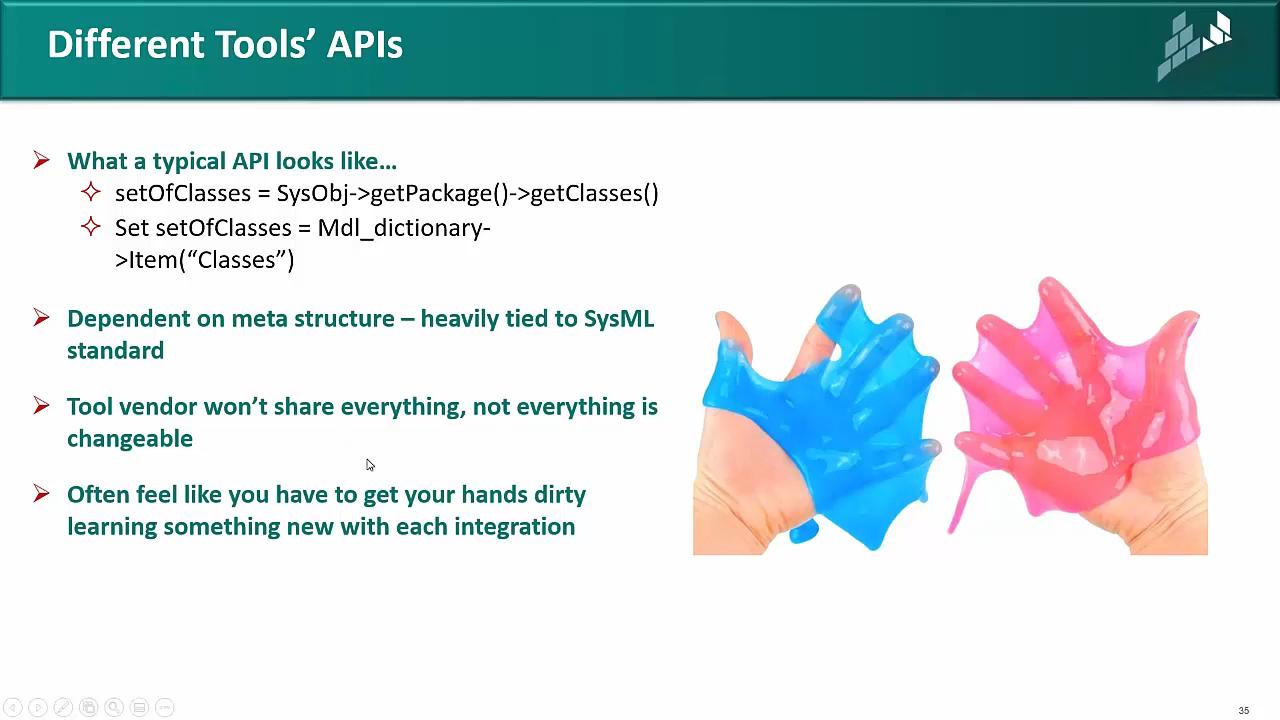 Different Tools’ APIs
What a typical API looks like…
setOfClasses = SysObj->getPackage()->getClasses()
Set setOfClasses = Mdl_dictionary-
>Item(“Classes”)
Dependent on meta structure – heavily tied to SysML
standard
Tool vendor won’t share everything, not everything is
changeable
Often feel like you have to get your hands dirty
learning something new with each integration
35